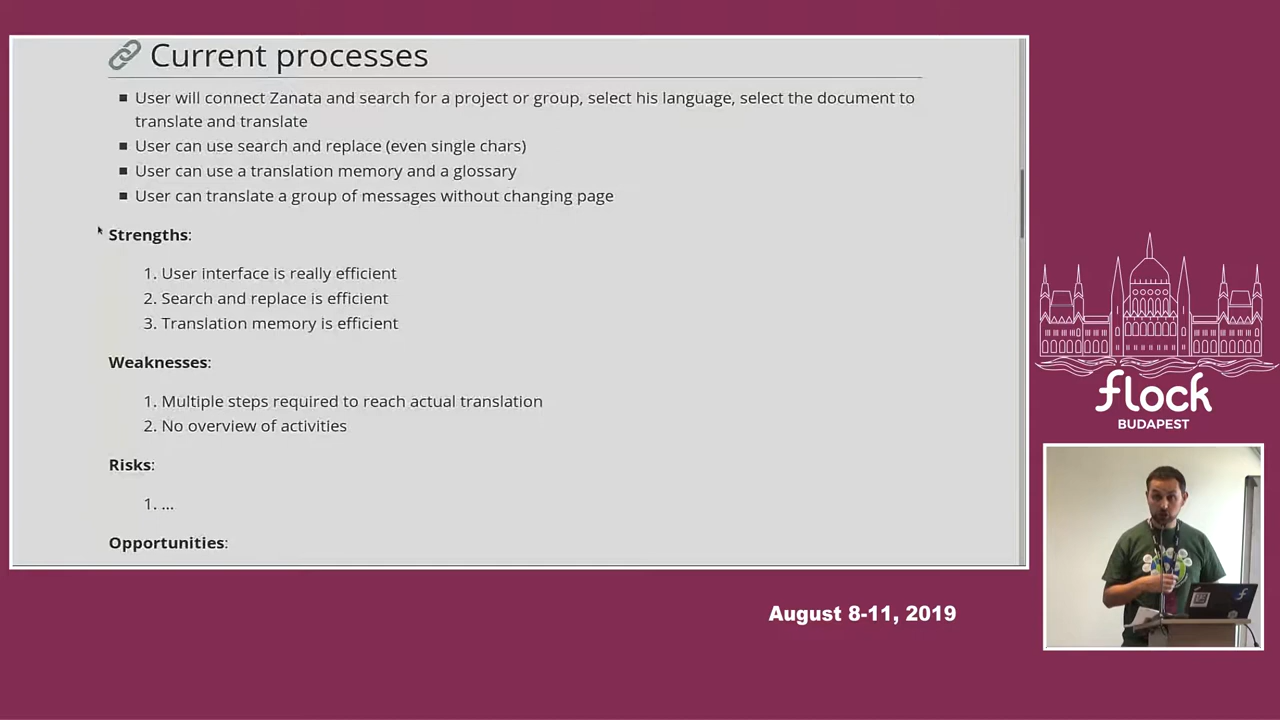 Current processes
User will connect Zanata and search for a project or group, select his language, select the document to
translate and translate
User can use search and replace (even single chars)
User can use a translation memory and a glossary
User can translate a group of messages without changing page
Strengths:
1. User interface is really efficient
2. Search and replace is efficient
3. Translation memory is efficient
Weaknesses:
1. Multiple steps required to reach actual translation
2. No overview of activities
Risks:
1. ...
Opportunities:
flock
BUDAPEST
August 8-11, 2019